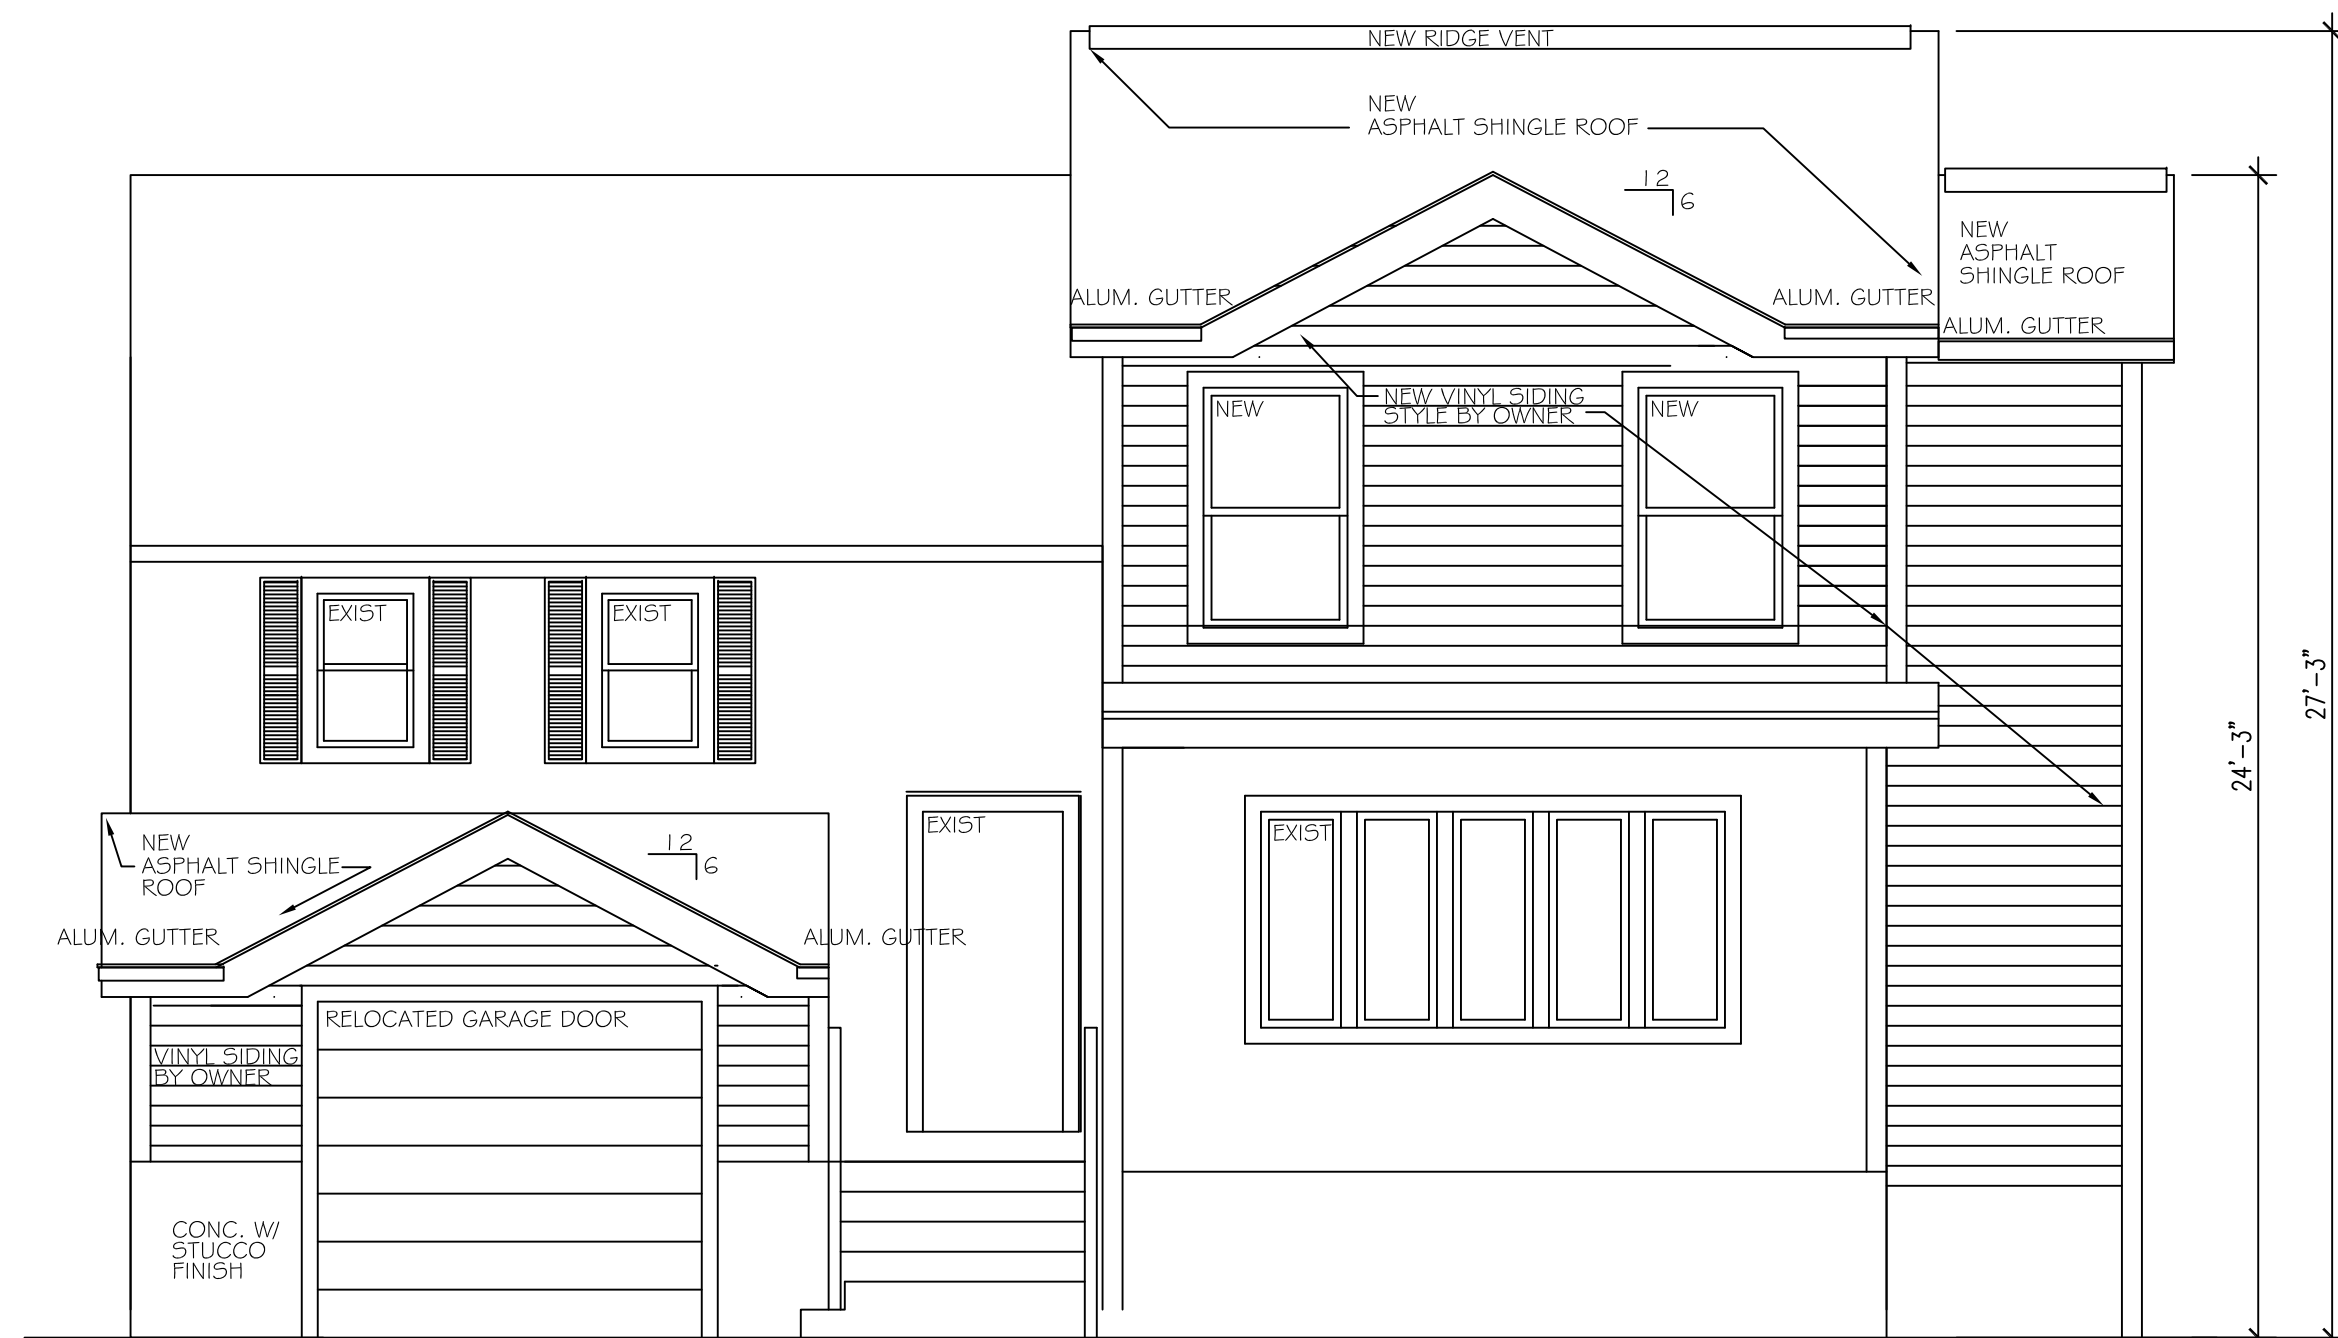 NEW RIDGE VENT
NEW
ASPHALT SHINGLE ROOF
12
6
NEW
ASPHALT
SHINGLE ROOF
ALUM. GUTTER
ALUM. GUTTER
ALUM. GUTTER
NEW VINYL SIDING
STYLE BY OWNER
NEW
NEW
EXIST
EXIST
27'-3"
24'-3"
EXIST
EXIST
NEW
ASPHALT SHINGLE
ROOF
12
6
ALUM. GUTTER
ALUM. GUTTER
RELOCATED GARAGE DOOR
VINYL SIDING
BY OWNER
CONC. W/
STUCCO
FINISH